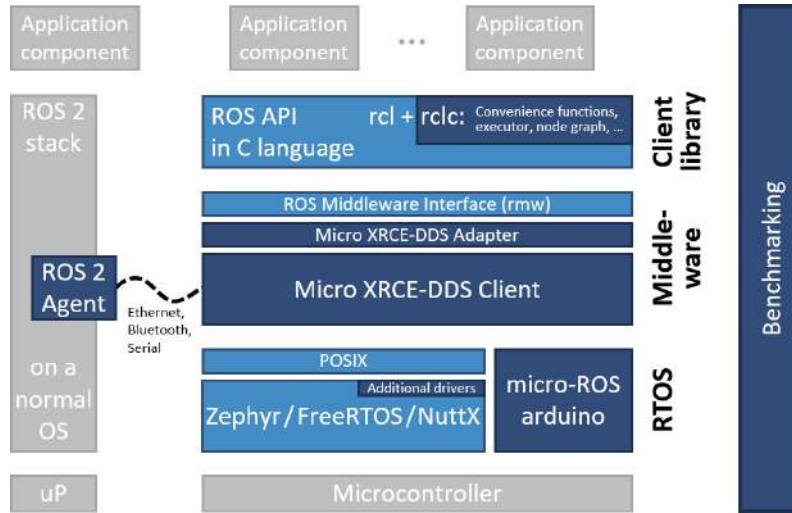 Application
component
Application
component
...
Application
component
ROS 2
stack
ROS API
in C language
rcl + rclc:
Convenience functions,
executor, node graph, ...
Client
library
ROS Middleware Interface (rmw)
Micro XRCE-DDS Adapter
Micro XRCE-DDS Client
Middle-
ware
ROS 2
Agent
Ethernet,
Bluetooth,
Serial
on a
normal
OS
POSIX
Additional drivers
Zephyr/FreeRTOS/NuttX
micro-ROS
arduino
RTOS
uP
Microcontroller
Benchmarking